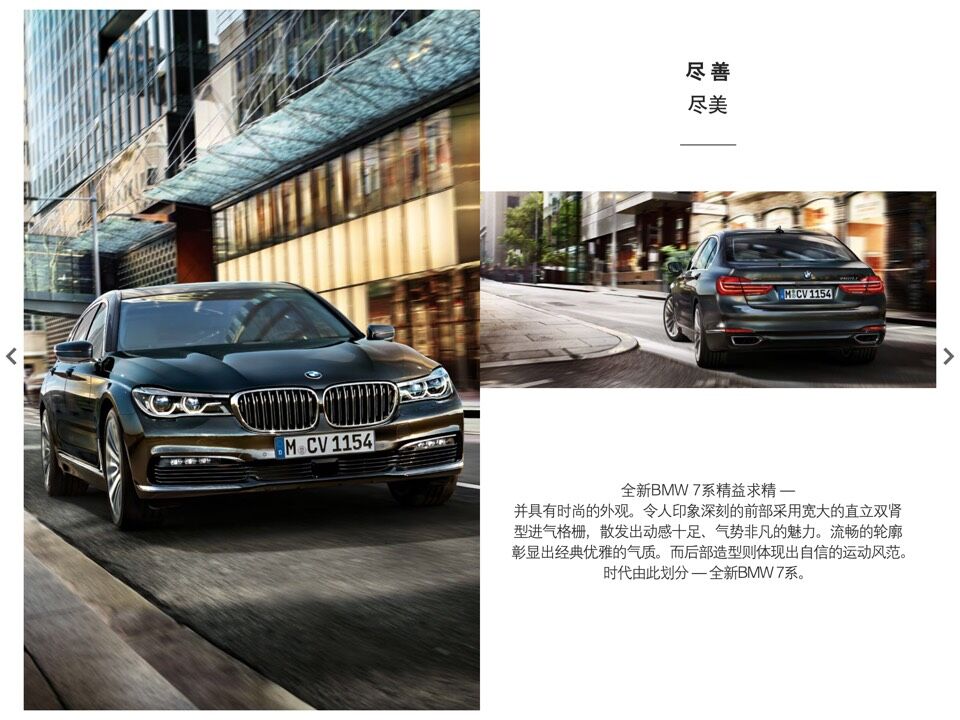 尽善
尽美
M CV 1154
M CV 1154
D
全新BMW 7系精益求精 —
并具有时尚的外观。令人印象深刻的前部采用宽大的直立双肾
型进气格栅，散发出动感十足、气势非凡的魅力。流畅的轮廓
彰显出经典优雅的气质。而后部造型则体现出自信的运动风范。
时代由此划分 — 全新BMW 7系。